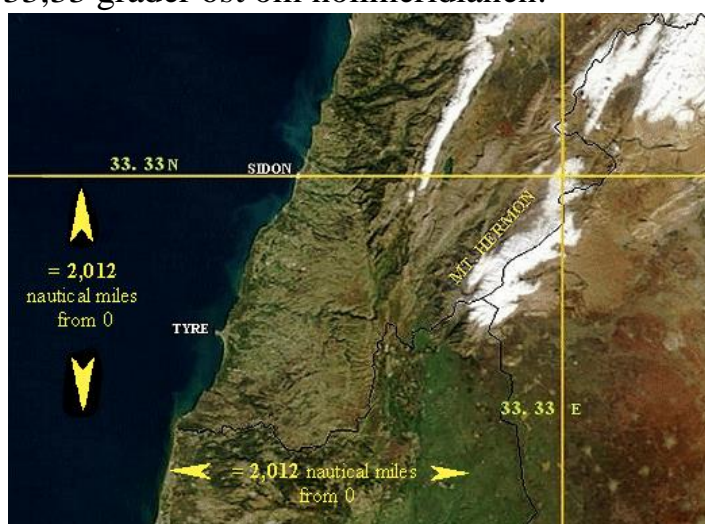 33,33 grader öst om nollmeridianen.
33. 33 N
SIDON
= 2,012
nautical miles
from 0
MT. HERMON
TYRE
33. 33 E
= 2,012 nautical miles
from 0